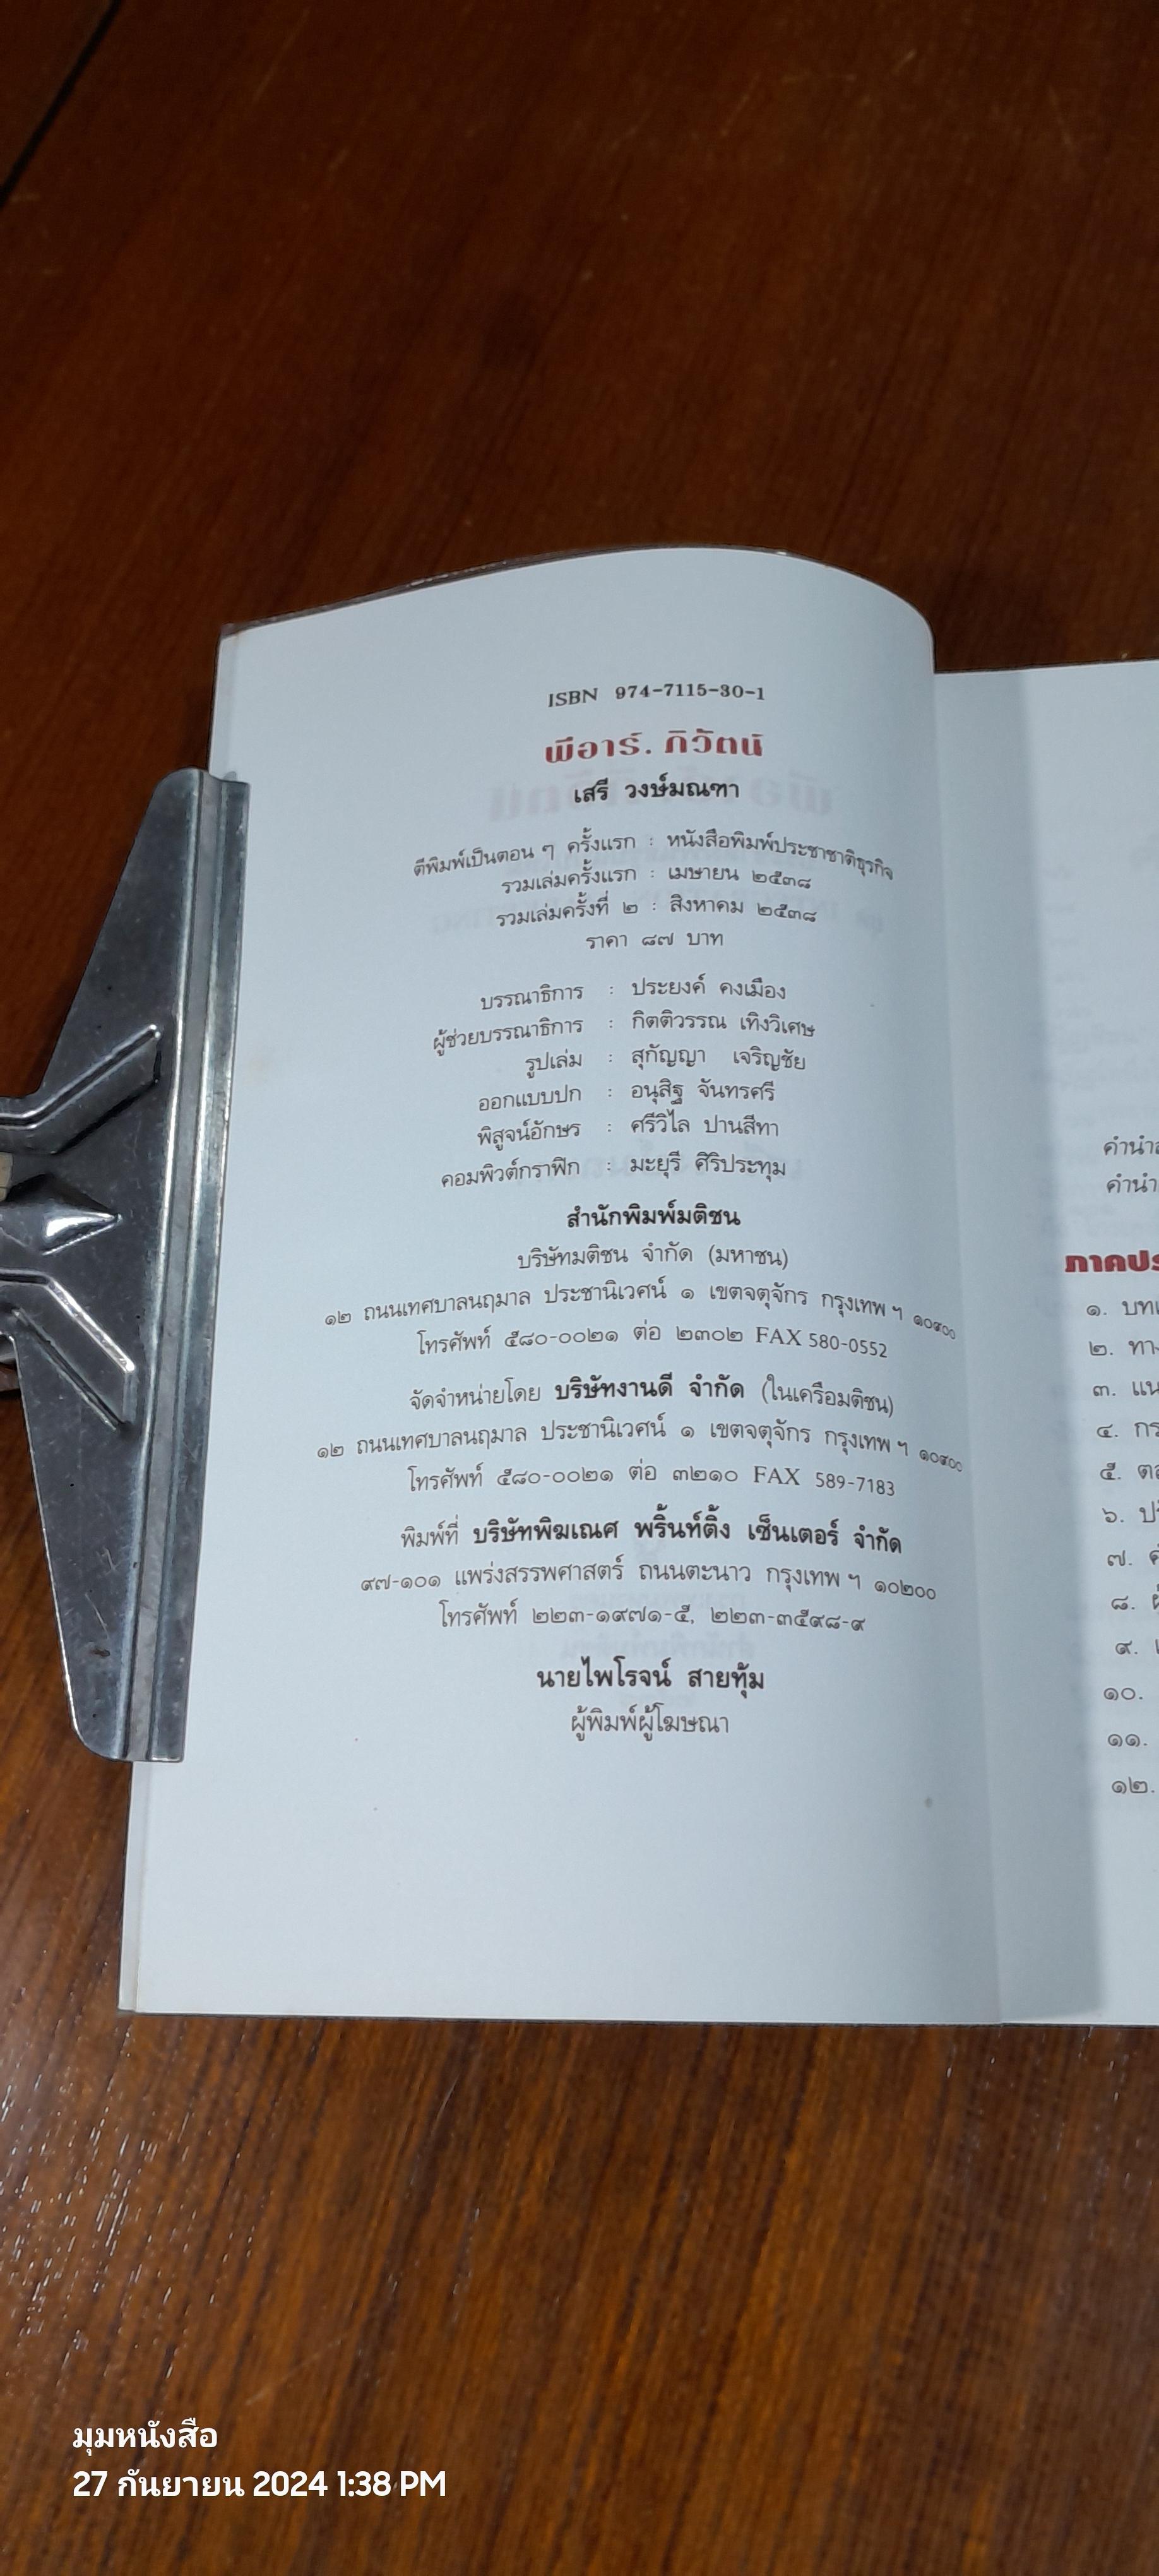 ISBN 974-7115-30-1
พีอาร์. ภิวัตน์
เสรี วงษ์มณฑา
ตีพิมพ์เป็นตอน ๆ ครั้งแรก : หนังสือพิมพ์ประชาชาติธุรกิจ
รวมเล่มครั้งแรก : เมษายน ๒๕๓๘
รวมเล่มครั้งที่ ๒ : สิงหาคม ๒๕๓๘
ราคา ๘๗ บาท
บรรณาธิการ : ประยงค์ คงเมือง
ผู้ช่วยบรรณาธิการ : กิตติวรรณ เทิงวิเศษ
รูปเล่ม : สุกัญญา เจริญชัย
ออกแบบปก : อนุสิฐ จันทรศรี
พิสูจน์อักษร : ศรีวิไล ปานสีทา
คอมพิวต์กราฟิก : มะยุรี ศิริประทุม
สำนักพิมพ์มติชน
บริษัทมติชน จำกัด (มหาชน)
๑๒ ถนนเทศบาลนฤมาล ประชานิเวศน์ ๑ เขตจตุจักร กรุงเทพ ฯ ๑๐๙๐๐
โทรศัพท์ ๕๘๐-๐๐๒๑ ต่อ ๒๓๐๒ FAX 580-0552
จัดจำหน่ายโดย บริษัทงานดี จำกัด (ในเครือมติชน)
๑๒ ถนนเทศบาลนฤมาล ประชานิเวศน์ ๑ เขตจตุจักร กรุงเทพ ฯ ๑๐๙๐๐
โทรศัพท์ ๕๘๐-๐๐๒๑ ต่อ ๓๒๑๐ FAX 589-7183
พิมพ์ที่ บริษัทพิฆเณศ พริ้นท์ติ้ง เซ็นเตอร์ จำกัด
๙๗-๑๐๑ แพร่งสรรพศาสตร์ ถนนตะนาว กรุงเทพ ฯ ๑๐๒๐๐
โทรศัพท์ ๒๒๓-๑๙๗๑-๕, ๒๒๓-๓๕๙๘-๙
นายไพโรจน์ สายทุ้ม
ผู้พิมพ์ผู้โฆษณา
คำนำ
คำนำ
๑.
๒.
๓.
๔.
๕.
๖.
๗.
๘.
๙.
๑๐.
๑๑.
๑๒.
มุมหนังสือ
27 กันยายน 2024 1:38 PM